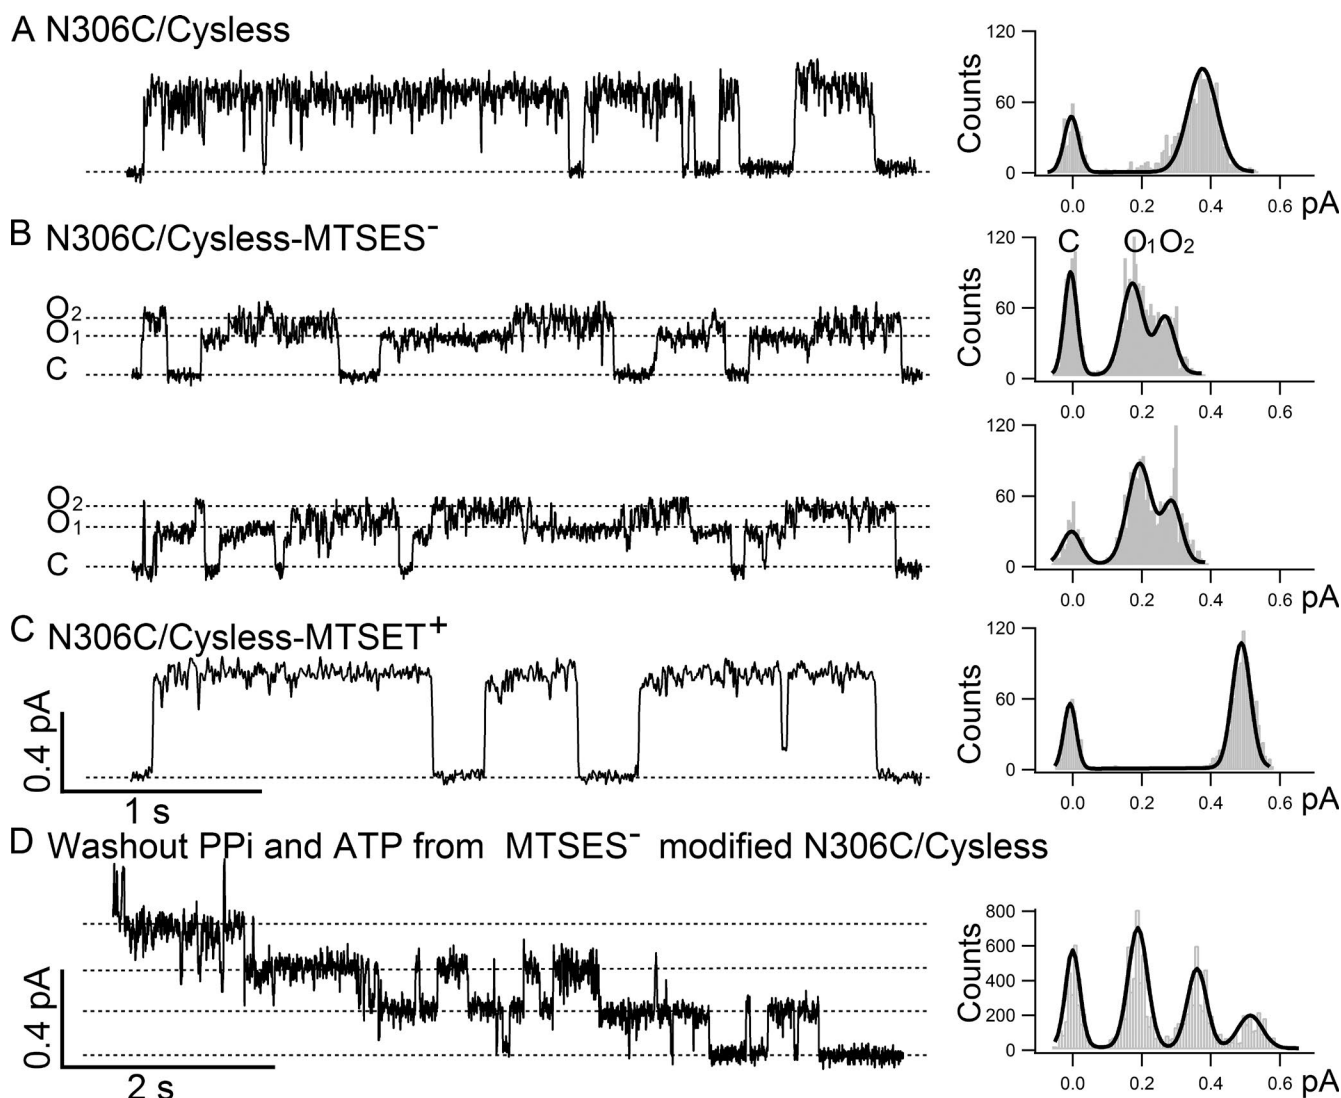 A N306C/Cysless
120
60
0
Counts
0.0 0.2 0.4 0.6 pA
B N306C/Cysless-MTSES⁻
O₂
O₁
C
120
60
0
Counts
C O₁ O₂
0.0 0.2 0.4 0.6
O₂
O₁
C
120
60
0
0.0 0.2 0.4 0.6 pA
C N306C/Cysless-MTSET⁺
0.4 pA
1 s
120
60
0
Counts
0.0 0.2 0.4 0.6 pA
D Washout PPi and ATP from MTSES⁻ modified N306C/Cysless
0.4 pA
2 s
800
600
400
200
0
Counts
0.0 0.2 0.4 0.6 pA